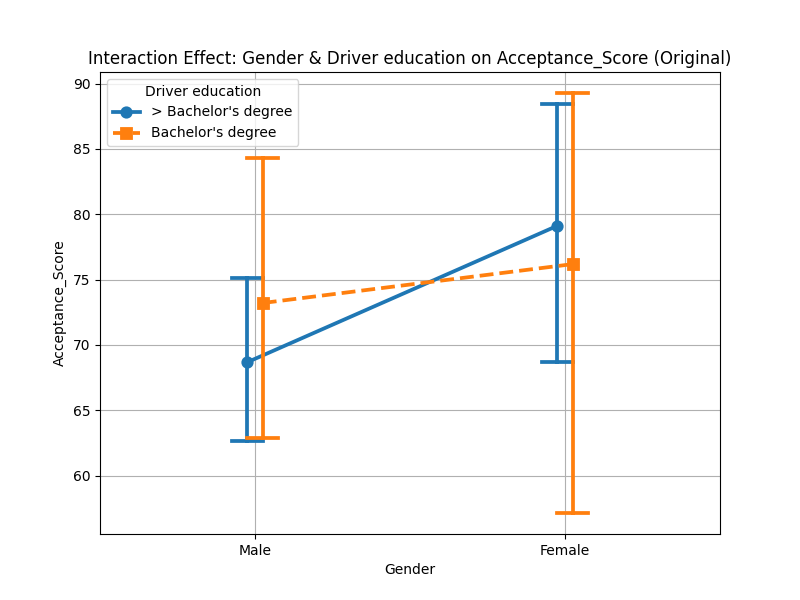 Interaction Effect: Gender & Driver education on Acceptance_Score (Original)
Driver education
> Bachelor's degree
Bachelor's degree
90
85
80
75
70
65
60
Acceptance_Score
Male
Female
Gender